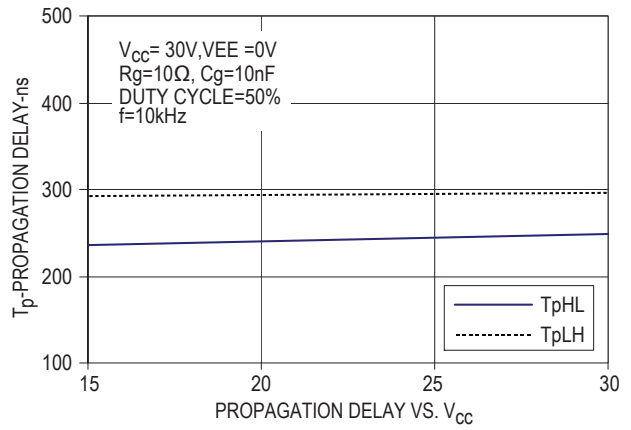 500
400
300
200
100
T_p-PROPAGATION DELAY-ns
V_CC= 30V,VEE =0V
Rg=10Ω, Cg=10nF
DUTY CYCLE=50%
f=10kHz
TpHL
TpLH
15 20 25 30
PROPAGATION DELAY VS. V_CC